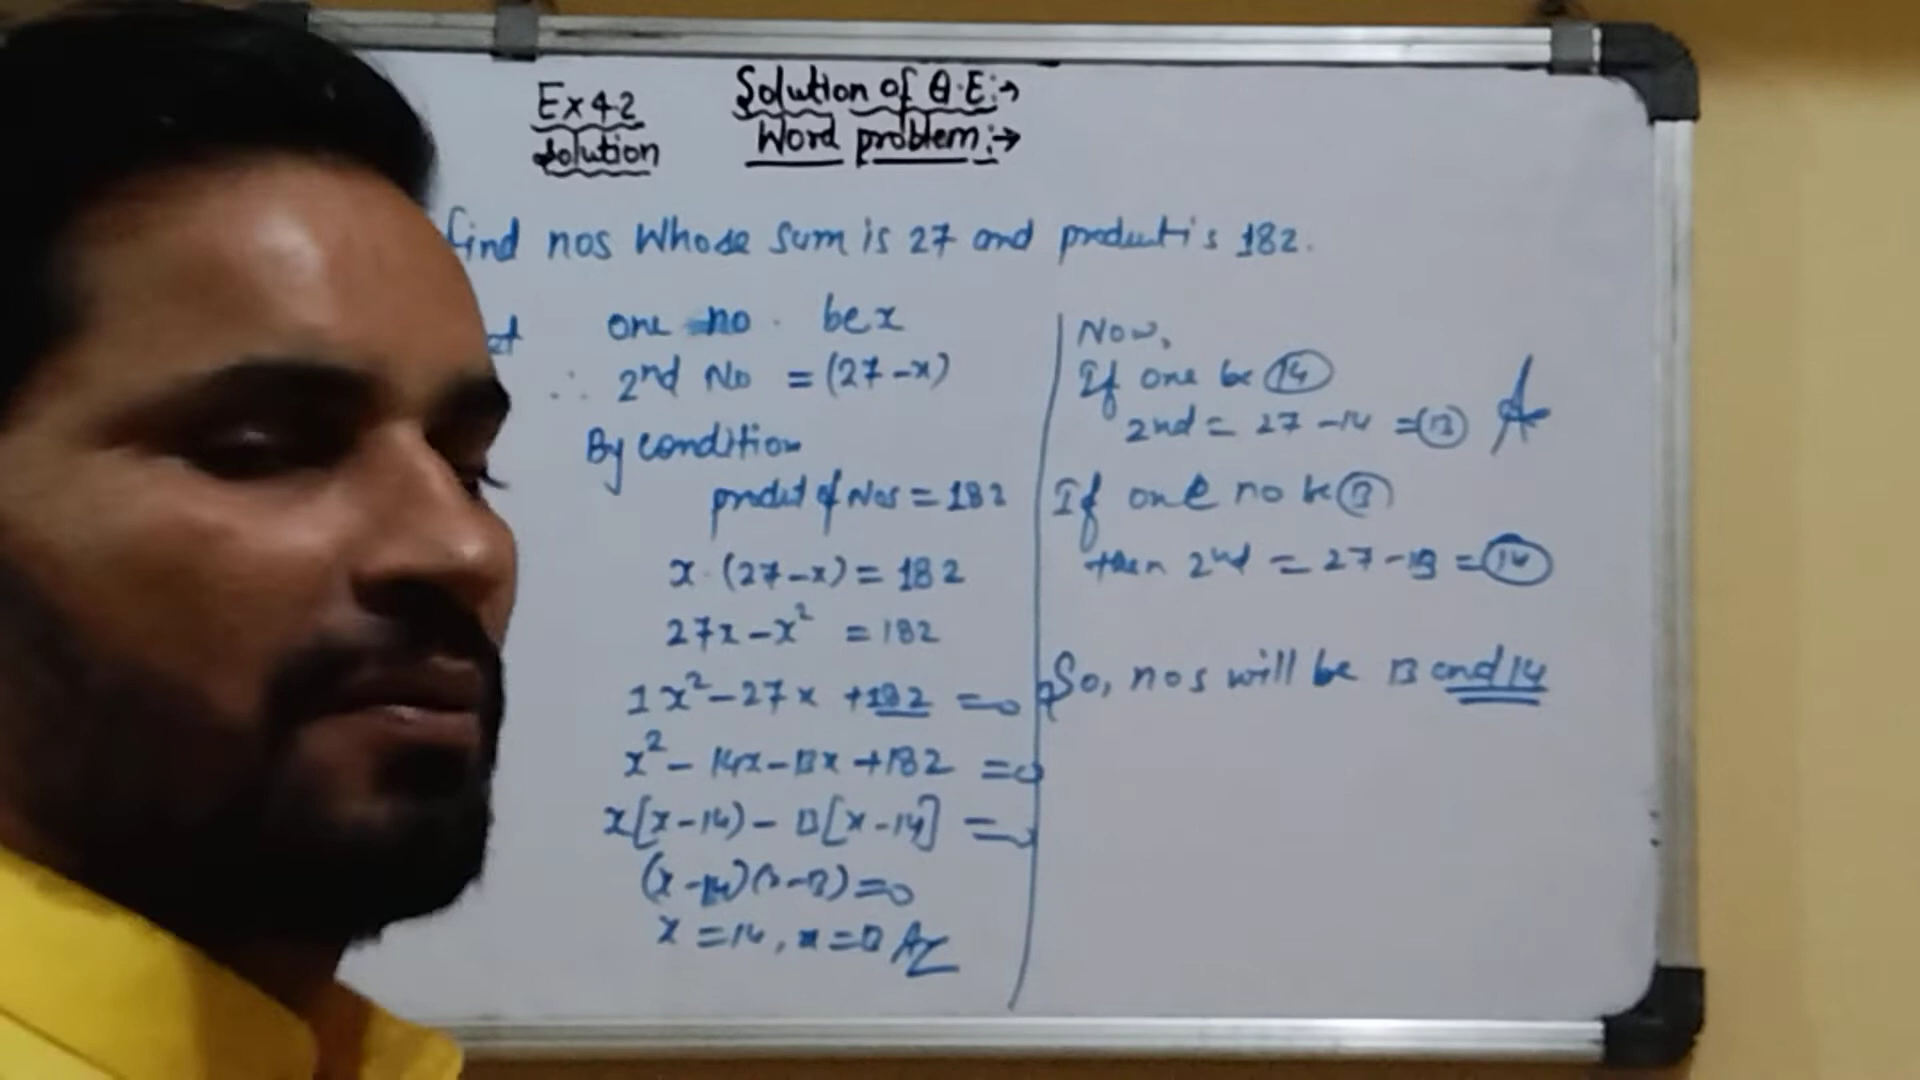 Ex 4.2
solution
Solution of Q.E:→
Word problem:→
find nos Whose sum is 27 and product is 182.
one no. be x
∴ 2nd No = (27-x)
By condition
produt of Nos = 182
x.(27-x) = 182
27x-x² = 182
1x²-27x+182 = 0
x²-14x-13x+182 = 0
x[x-14)-13[x-14] = 0
(x-14)(x-13) = 0
x = 14, x = 13
Now,
If one be 14
2nd = 27-14 = 13
If one no be 13
then 2nd = 27-13 = 14
So, nos will be 13 and 14